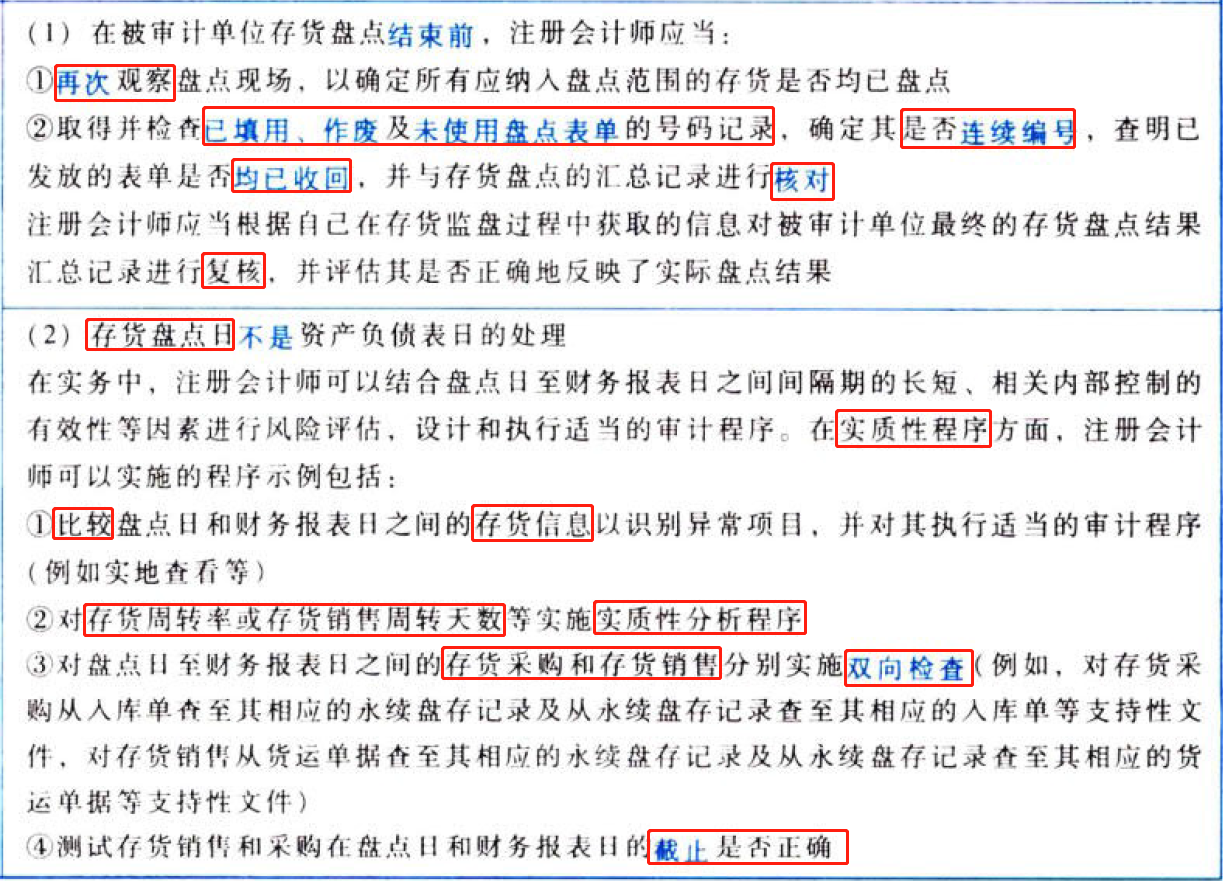 (1)在被审计单位存货盘点结束前，注册会计师应当：
①再次观察盘点现场，以确定所有应纳入盘点范围的存货是否均已盘点
②取得并检查已填用、作废及未使用盘点表单的号码记录，确定其是否连续编号，查明已
发放的表单是否均已收回，并与存货盘点的汇总记录进行核对
注册会计师应当根据自己在存货监盘过程中获取的信息对被审计单位最终的存货盘点结果
汇总记录进行复核，并评估其是否正确地反映了实际盘点结果
(2)存货盘点日不是资产负债表日的处理
在实务中，注册会计师可以结合盘点日至财务报表日之间间隔期的长短、相关内部控制的
有效性等因素进行风险评估，设计和执行适当的审计程序。在实质性程序方面，注册会计
师可以实施的程序示例包括：
①比较盘点日和财务报表日之间的存货信息以识别异常项目，并对其执行适当的审计程序
(例如实地查看等)
②对存货周转率或存货销售周转天数等实施实质性分析程序
③对盘点日至财务报表日之间的存货采购和存货销售分别实施双向检查(例如，对存货采
购从入库单查至其相应的永续盘存记录及从永续盘存记录查至其相应的入库单等支持性文
件，对存货销售从货运单据查至其相应的永续盘存记录及从永续盘存记录查至其相应的货
运单据等支持性文件)
④测试存货销售和采购在盘点日和财务报表日的截止是否正确